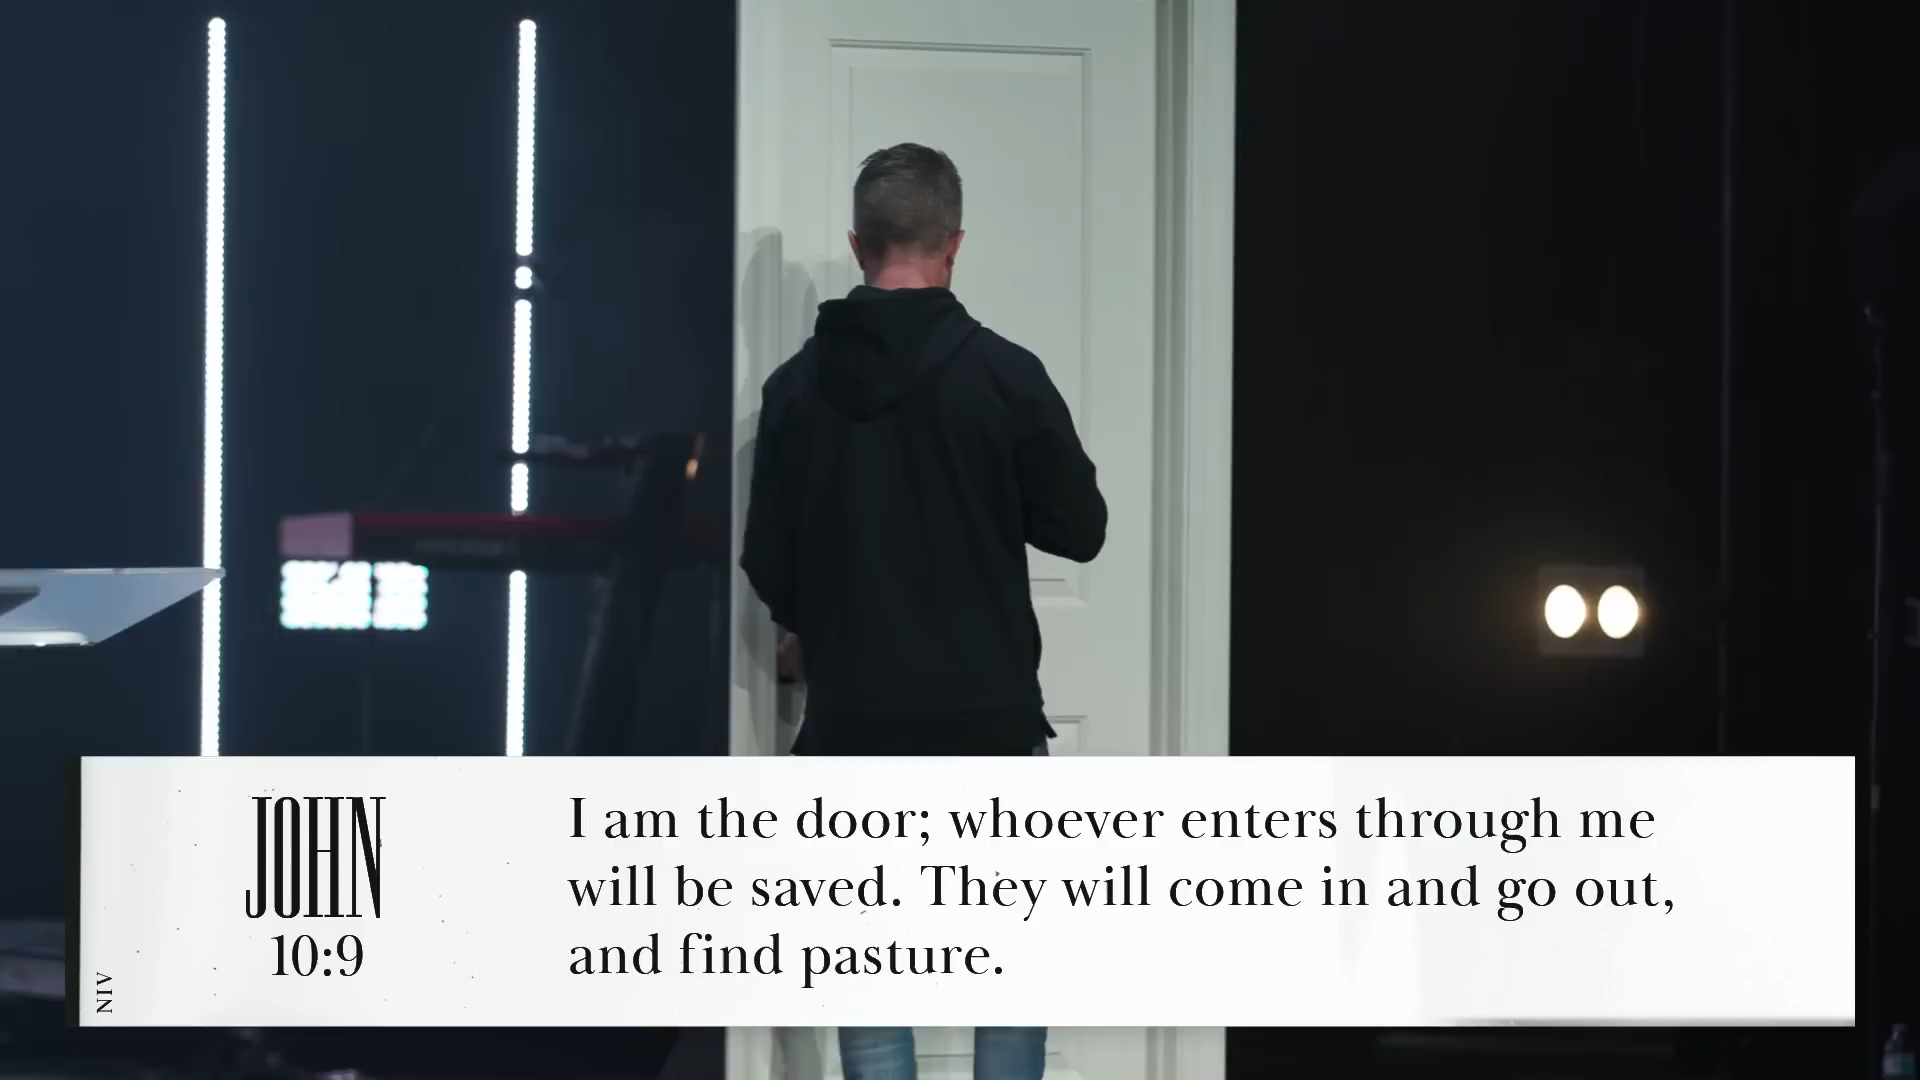 JOHN
10:9
NIV
I am the door; whoever enters through me
will be saved. They will come in and go out,
and find pasture.